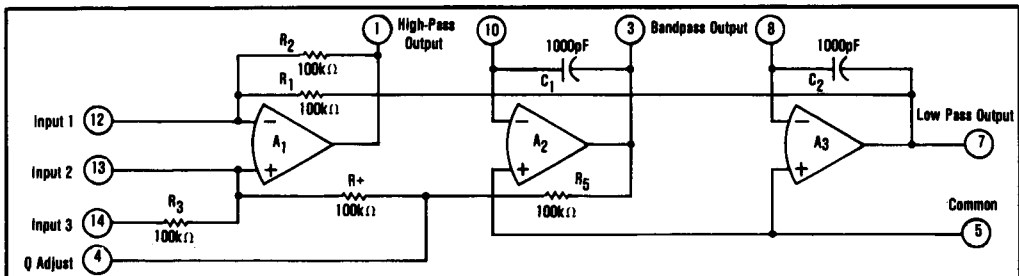 1 High-Pass Output
10
3 Bandpass Output
8
R2
100kΩ
R1
100kΩ
1000pF
C1
1000pF
C2
Input 1 12
−
A1
+
−
A2
+
−
A3
+
Low Pass Output
7
Input 2 13
R+
100kΩ
R5
100kΩ
Input 3 14
R3
100kΩ
Common
5
Q Adjust 4